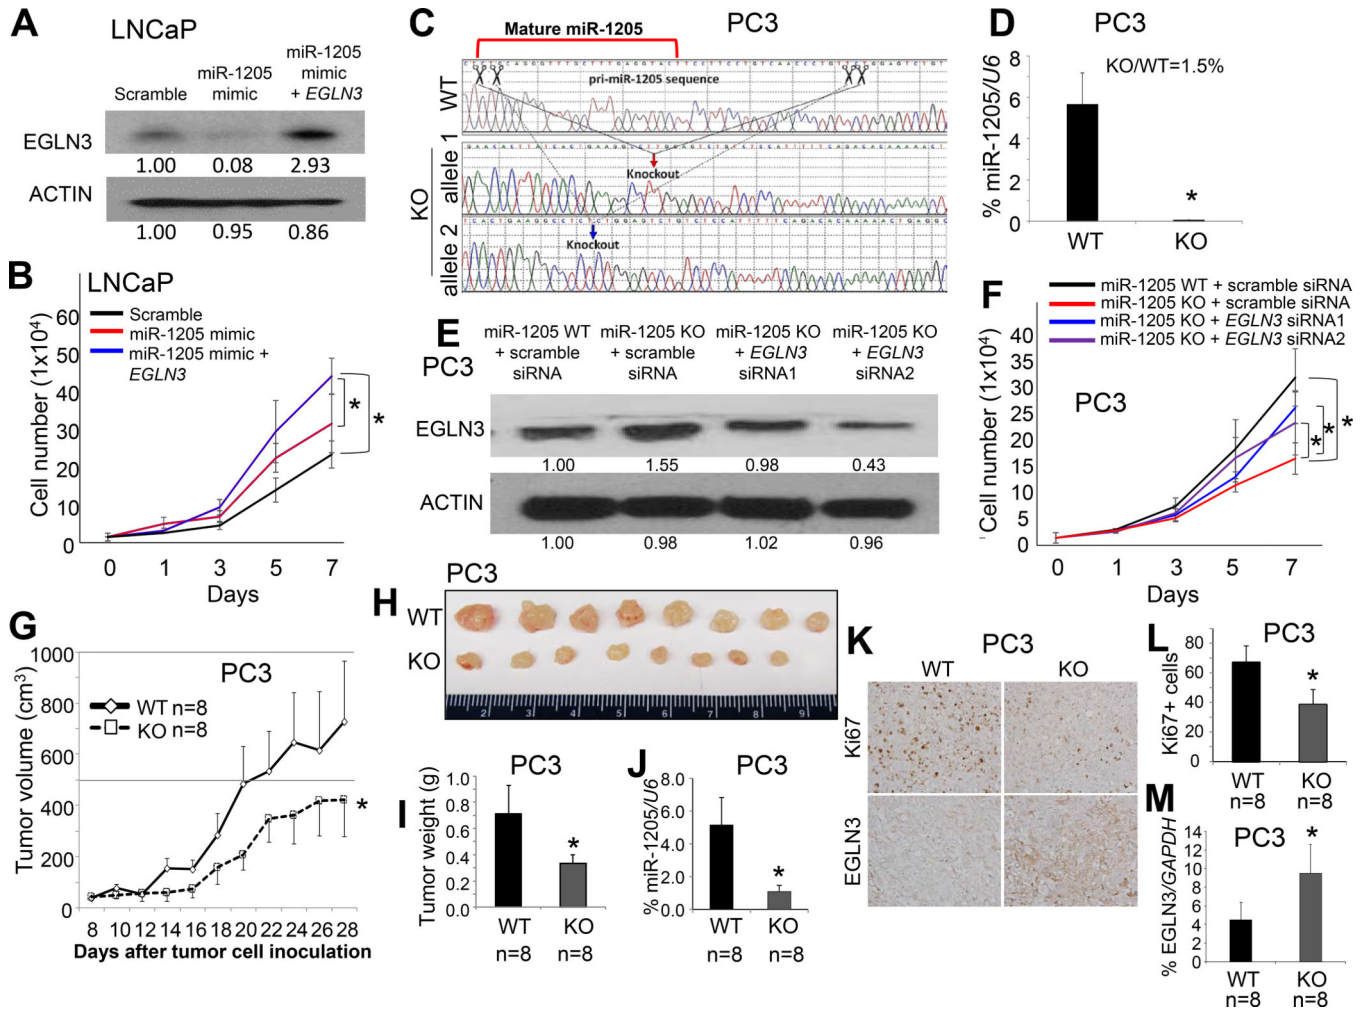 A
LNCaP
Scramble
miR-1205
mimic
miR-1205
mimic
+ EGLN3
EGLN3
1.00 0.08 2.93
ACTIN
1.00 0.95 0.86
B
LNCaP
Scramble
miR-1205 mimic
miR-1205 mimic +
EGLN3
Cell number (1x10⁴)
60
50
40
30
20
10
0
0 1 3 5 7
Days
*
*
C
Mature miR-1205
PC3
WT
pri-miR-1205 sequence
KO
allele 1
Knockout
allele 2
Knockout
D
PC3
KO/WT=1.5%
% miR-1205/U6
8
6
4
2
0
*
WT KO
E
PC3
miR-1205 WT
+ scramble
siRNA
miR-1205 KO
+ scramble
siRNA
miR-1205 KO
+ EGLN3
siRNA1
miR-1205 KO
+ EGLN3
siRNA2
EGLN3
1.00 1.55 0.98 0.43
ACTIN
1.00 0.98 1.02 0.96
F
miR-1205 WT + scramble siRNA
miR-1205 KO + scramble siRNA
miR-1205 KO + EGLN3 siRNA1
miR-1205 KO + EGLN3 siRNA2
PC3
Cell number (1x10⁴)
40
35
30
25
20
15
10
5
0
0 1 3 5 7
Days
* * *
G
PC3
WT n=8
KO n=8
Tumor volume (cm³)
1000
800
600
400
200
0
*
8 10 12 14 16 18 20 22 24 26 28
Days after tumor cell inoculation
H
PC3
WT
KO
2 3 4 5 6 7 8 9
I
PC3
Tumor weight (g)
1.0
0.8
0.6
0.4
0.2
0.0
*
WT KO
n=8 n=8
J
PC3
% miR-1205/U6
8.0
6.0
4.0
2.0
0.0
*
WT KO
n=8 n=8
K
PC3
WT KO
Ki67
EGLN3
L
PC3
Ki67+ cells
80
60
40
20
0
*
WT KO
n=8 n=8
M
PC3
% EGLN3/GAPDH
14
12
10
8
6
4
2
0
*
WT KO
n=8 n=8